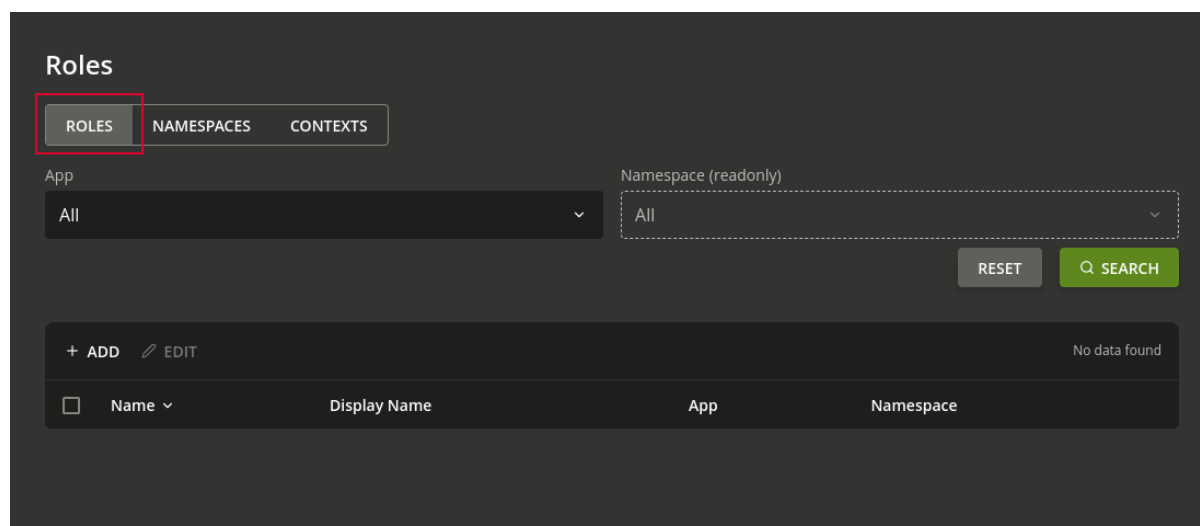 Roles
ROLES NAMESPACES CONTEXTS
App Namespace (readonly)
All All
RESET SEARCH
+ ADD EDIT No data found
Name Display Name App Namespace